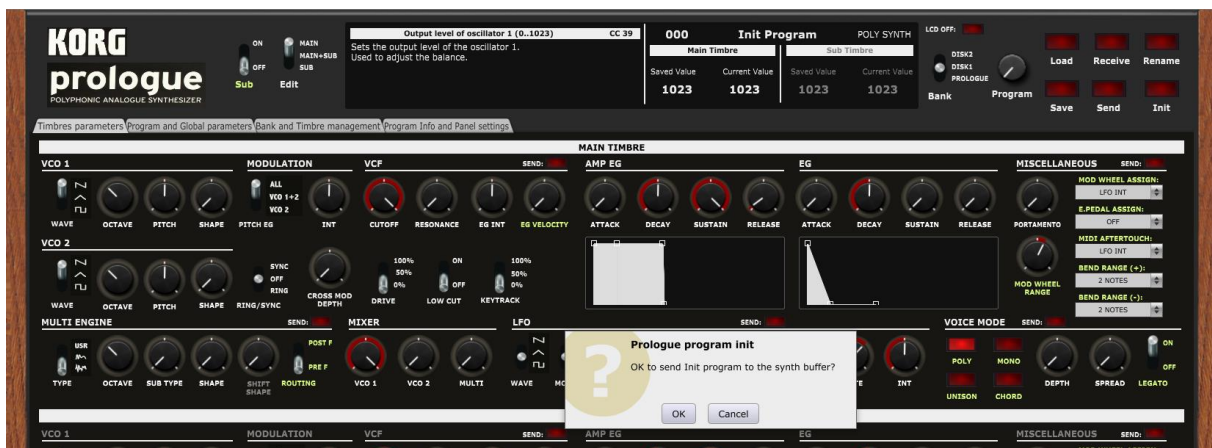 KORG
prologue
POLYPHONIC ANALOGUE SYNTHESIZER
ON
OFF
Sub
MAIN
MAIN+SUB
SUB
Edit
Output level of oscillator 1 (0..1023) CC 39
Sets the output level of the oscillator 1.
Used to adjust the balance.
000 Init Program POLY SYNTH
Main Timbre Sub Timbre
Saved Value Current Value Saved Value Current Value
1023 1023 1023 1023
LCD OFF:
DISK2
DISK1
PROLOGUE
Bank Program
Load Receive Rename
Save Send Init
Timbres parameters Program and Global parameters Bank and Timbre management Program Info and Panel settings
MAIN TIMBRE
VCO 1 MODULATION VCF SEND: AMP EG EG MISCELLANEOUS SEND:
ALL
VCO 1+2
VCO 2
WAVE OCTAVE PITCH SHAPE PITCH EG INT CUTOFF RESONANCE EG INT EG VELOCITY ATTACK DECAY SUSTAIN RELEASE ATTACK DECAY SUSTAIN RELEASE PORTAMENTO
MOD WHEEL ASSIGN:
LFO INT
E.PEDAL ASSIGN:
OFF
MIDI AFTERTOUCH:
LFO INT
BEND RANGE (+):
2 NOTES
BEND RANGE (-):
2 NOTES
MOD WHEEL
RANGE
VCO 2
SYNC
OFF
RING
100%
50%
0%
ON
OFF
100%
50%
0%
WAVE OCTAVE PITCH SHAPE RING/SYNC CROSS MOD
DEPTH DRIVE LOW CUT KEYTRACK
MULTI ENGINE SEND: MIXER LFO SEND: VOICE MODE SEND:
USR
POST F
PRE F
TYPE OCTAVE SUB TYPE SHAPE SHIFT
SHAPE ROUTING VCO 1 VCO 2 MULTI WAVE INT
POLY MONO
UNISON CHORD
DEPTH SPREAD LEGATO
ON
OFF
Prologue program init
OK to send Init program to the synth buffer?
OK Cancel
VCO 1 MODULATION VCF SEND: AMP EG EG MISCELLANEOUS SEND: